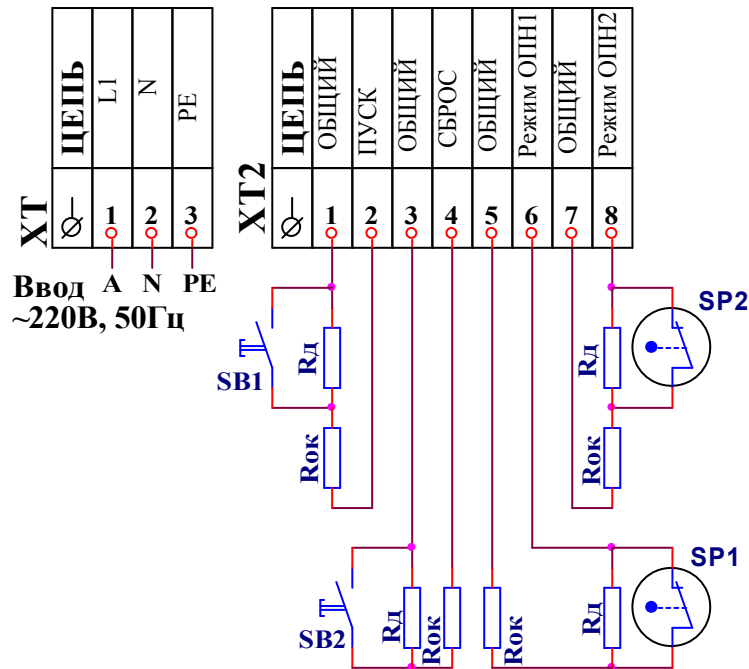 XT
ЦЕПЬ
L1
N
PE
1
2
3
A
N
PE
Ввод
~220В, 50Гц
XT2
ЦЕПЬ
ОБЩИЙ
ПУСК
ОБЩИЙ
СБРОС
ОБЩИЙ
Режим ОПН1
ОБЩИЙ
Режим ОПН2
1
2
3
4
5
6
7
8
SB1
Rд
Rок
Rд
Rок
SP2
SB2
Rд
Rок
Rок
Rд
SP1